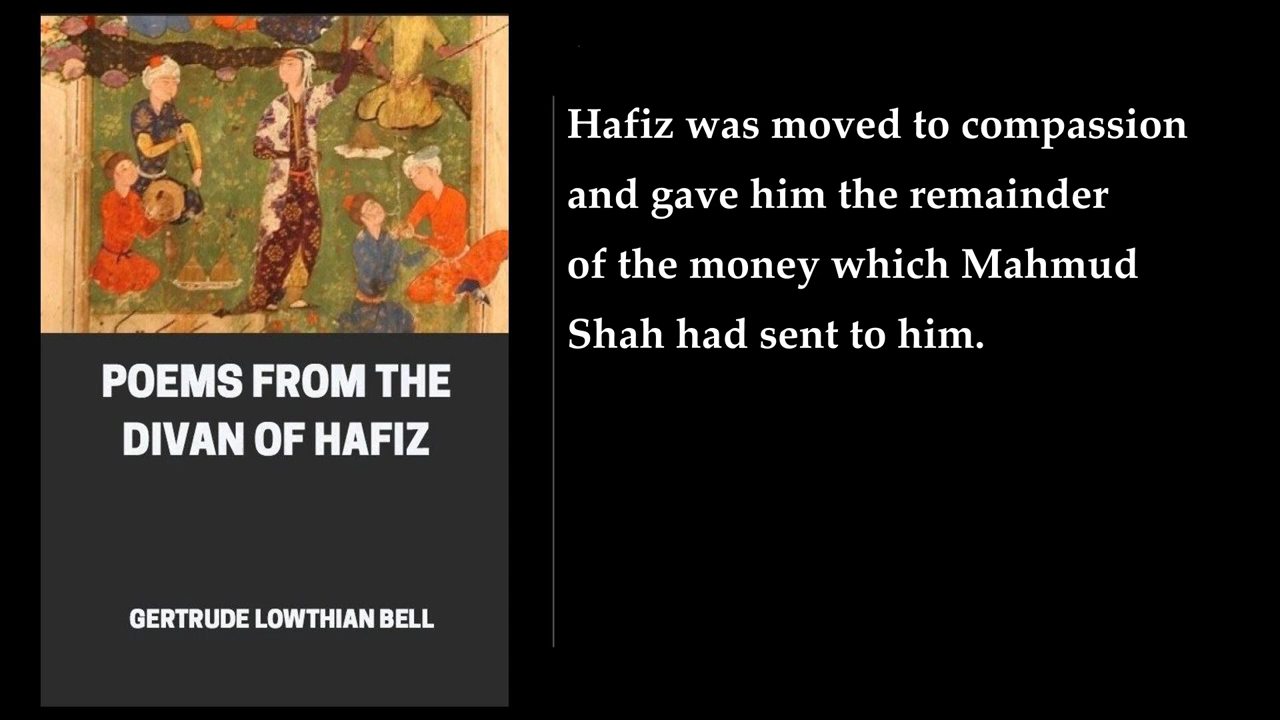 POEMS FROM THE
DIVAN OF HAFIZ
GERTRUDE LOWTHIAN BELL
Hafiz was moved to compassion
and gave him the remainder
of the money which Mahmud
Shah had sent to him.